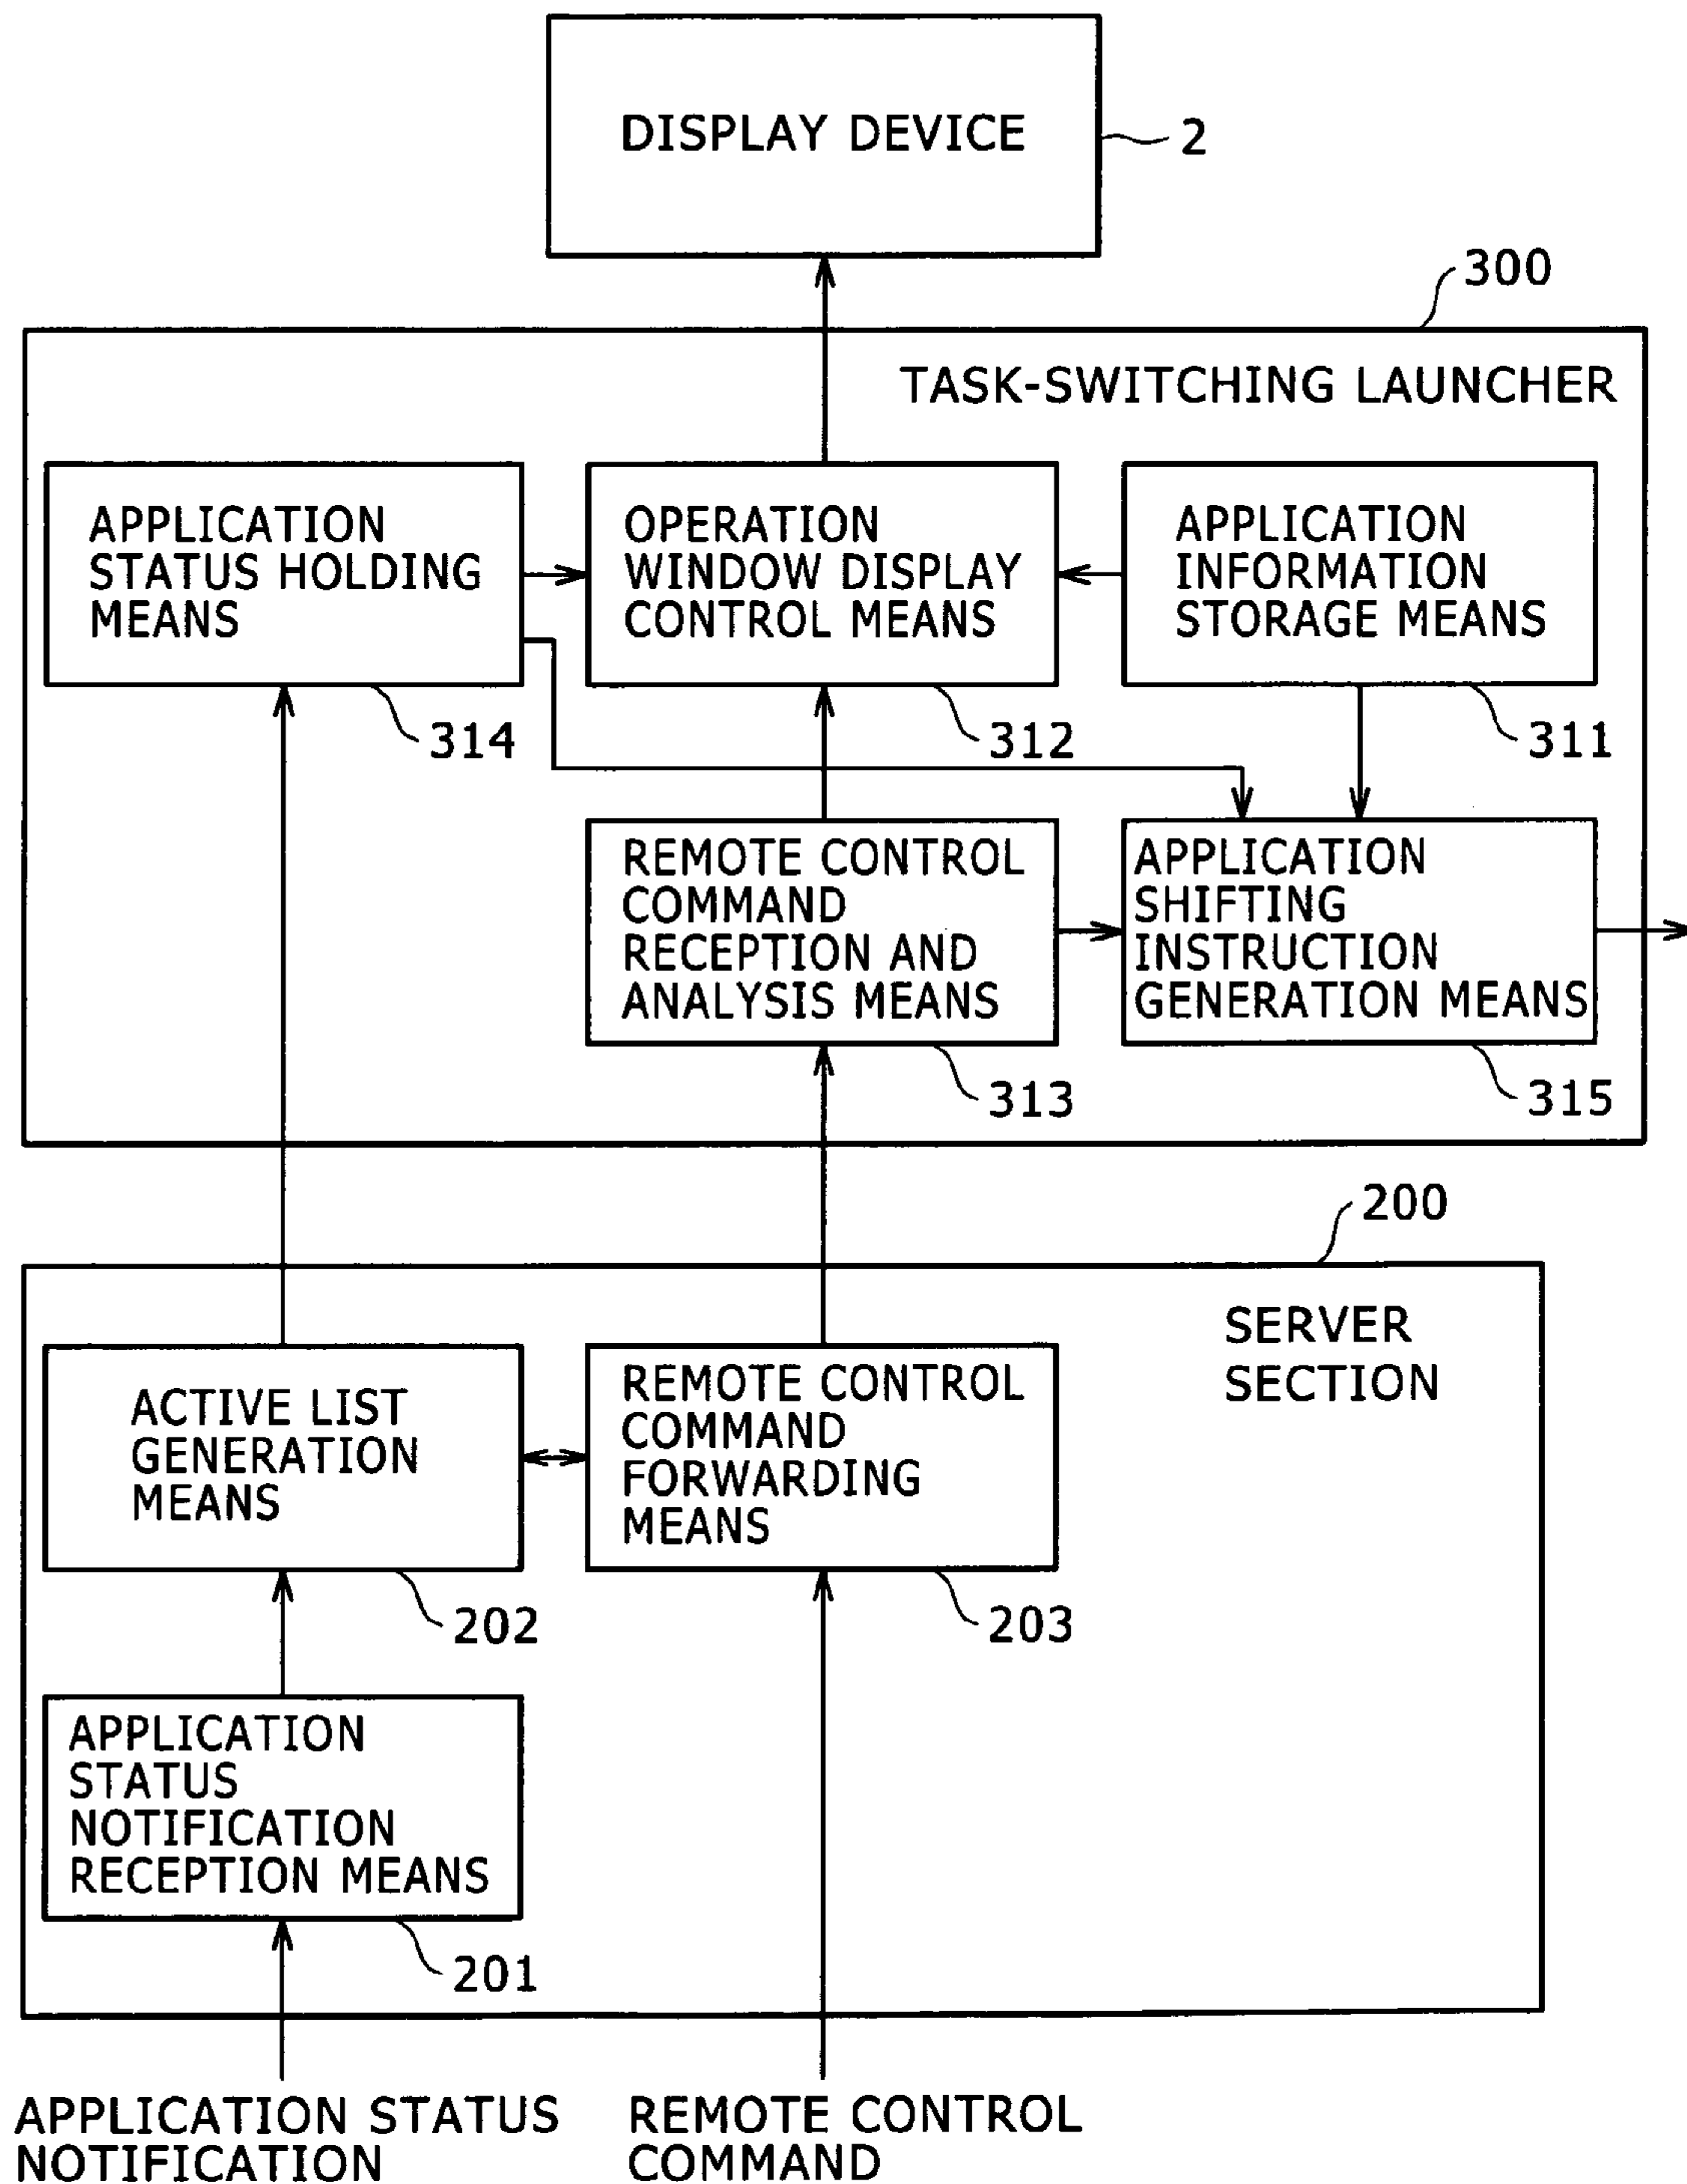 DISPLAY DEVICE
2
300
TASK-SWITCHING LAUNCHER
APPLICATION
STATUS HOLDING
MEANS
314
OPERATION
WINDOW DISPLAY
CONTROL MEANS
312
APPLICATION
INFORMATION
STORAGE MEANS
311
REMOTE CONTROL
COMMAND
RECEPTION AND
ANALYSIS MEANS
313
APPLICATION
SHIFTING
INSTRUCTION
GENERATION MEANS
315
200
SERVER
SECTION
ACTIVE LIST
GENERATION
MEANS
202
REMOTE CONTROL
COMMAND
FORWARDING
MEANS
203
APPLICATION
STATUS
NOTIFICATION
RECEPTION MEANS
201
APPLICATION STATUS
NOTIFICATION
REMOTE CONTROL
COMMAND